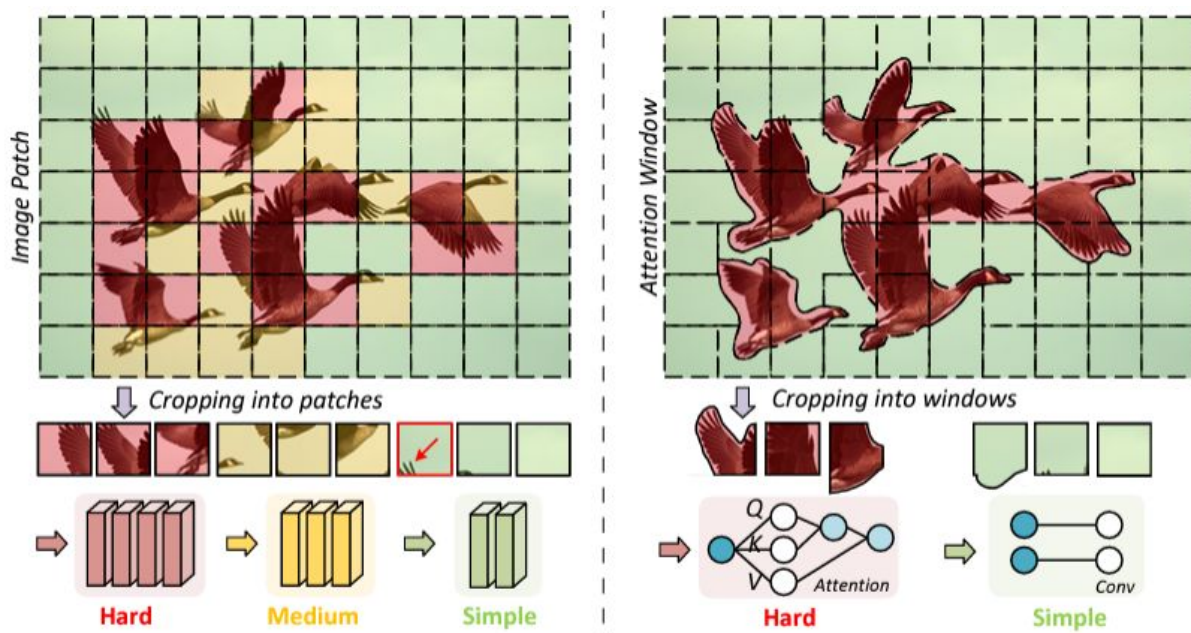 Image Patch
Cropping into patches
Hard
Medium
Simple
Attention Window
Cropping into windows
Q
K
V
Attention
Conv
Hard
Simple